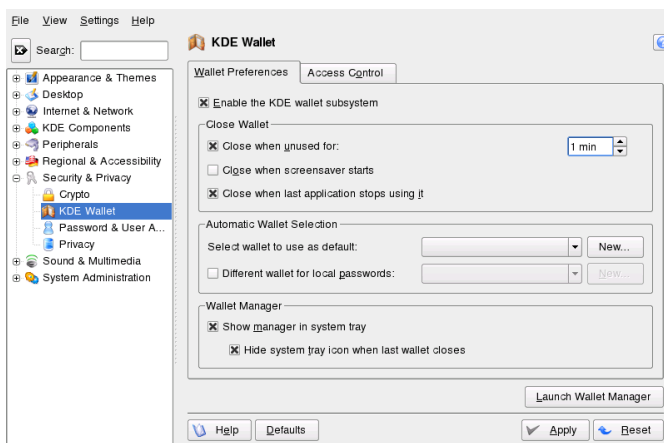 File View Settings Help
Search:
Appearance & Themes
Desktop
Internet & Network
KDE Components
Peripherals
Regional & Accessibility
Security & Privacy
Crypto
KDE Wallet
Password & User A...
Privacy
Sound & Multimedia
System Administration
KDE Wallet
Wallet Preferences Access Control
Enable the KDE wallet subsystem
Close Wallet
Close when unused for: 1 min
Close when screensaver starts
Close when last application stops using it
Automatic Wallet Selection
Select wallet to use as default: New...
Different wallet for local passwords: New...
Wallet Manager
Show manager in system tray
Hide system tray icon when last wallet closes
Launch Wallet Manager
Help Defaults Apply Reset